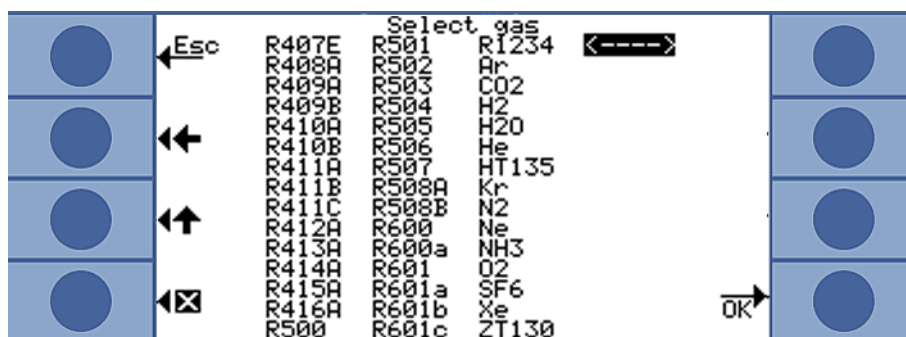 Select gas
Esc R407E R501 R1234 <---->
R408A R502 Ar
R409A R503 CO2
R409B R504 H2
R410A R505 H2O
R410B R506 He
R411A R507 HT135
R411B R508A Kr
R411C R508B N2
R412A R600 Ne
R413A R600a NH3
R414A R601 O2
R415A R601a SF6
R416A R601b Xe OK
R500 R601c ZT130